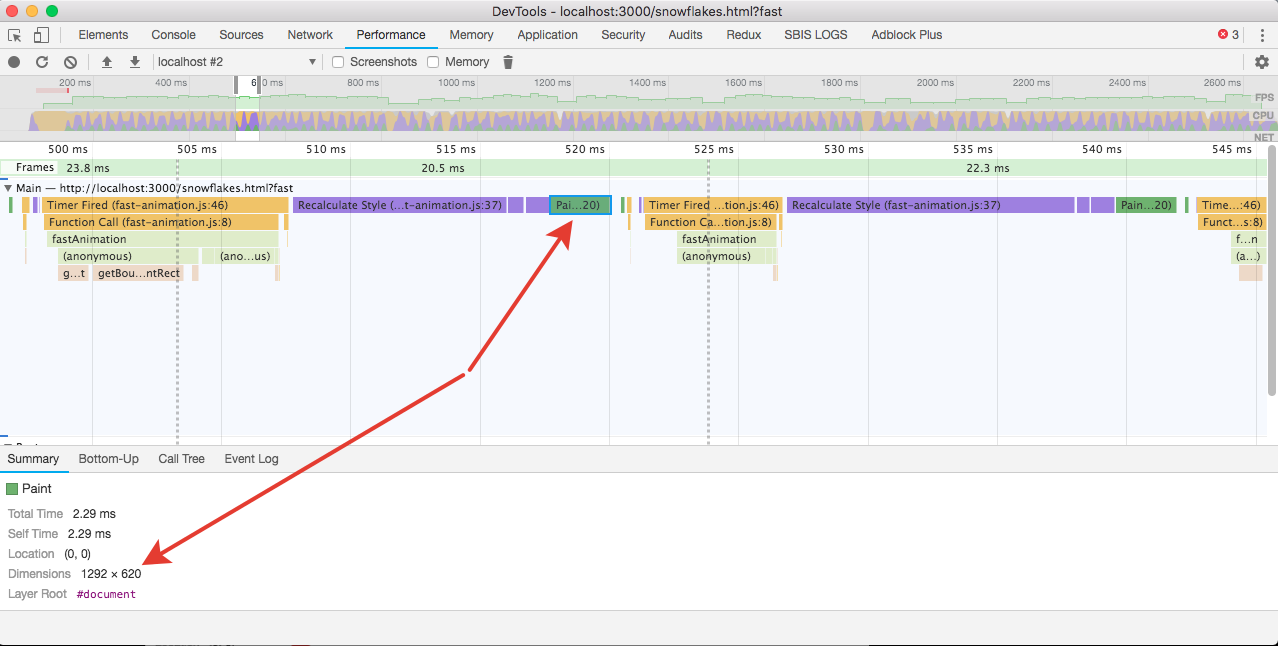 DevTools - localhost:3000/snowflakes.html?fast
Elements Console Sources Network Performance Memory Application Security Audits Redux SBIS LOGS Adblock Plus 3
localhost #2 Screenshots Memory
200 ms 400 ms 6 0 ms 800 ms 1000 ms 1200 ms 1400 ms 1600 ms 1800 ms 2000 ms 2200 ms 2400 ms 2600 ms
FPS
CPU
NET
500 ms 505 ms 510 ms 515 ms 520 ms 525 ms 530 ms 535 ms 540 ms 545 ms
Frames 23.8 ms 20.5 ms 22.3 ms
Main — http://localhost:3000/snowflakes.html?fast
Timer Fired (fast-animation.js:46) Recalculate Style (...t-animation.js:37) Pai...20) Timer Fired ...tion.js:46) Recalculate Style (fast-animation.js:37) Pain...20) Time...:46)
Function Call (fast-animation.js:8) Function Ca...tion.js:8) Funct...s:8)
fastAnimation fastAnimation f...n
(anonymous) (ano...us) (anonymous) (a...)
g...t getBou...ntRect
Summary Bottom-Up Call Tree Event Log
Paint
Total Time 2.29 ms
Self Time 2.29 ms
Location (0, 0)
Dimensions 1292 × 620
Layer Root #document